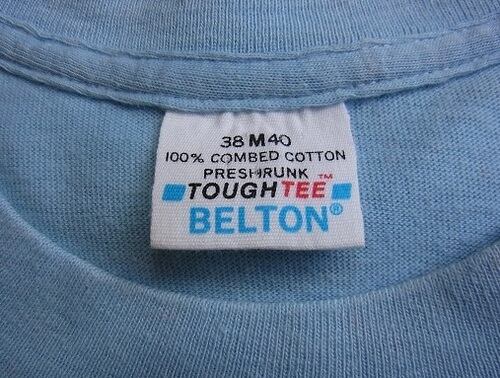 38 M 40
100% COMBED COTTON
PRESHRUNK
TOUGHTEE™
BELTON®